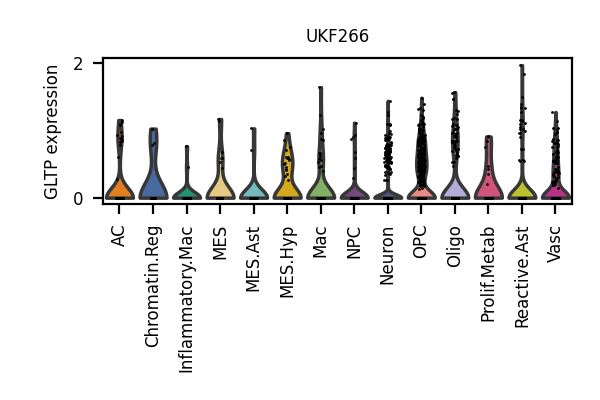 UKF266
GLTP expression
2
0
AC
Chromatin.Reg
Inflammatory.Mac
MES
MES.Ast
MES.Hyp
Mac
NPC
Neuron
OPC
Oligo
Prolif.Metab
Reactive.Ast
Vasc